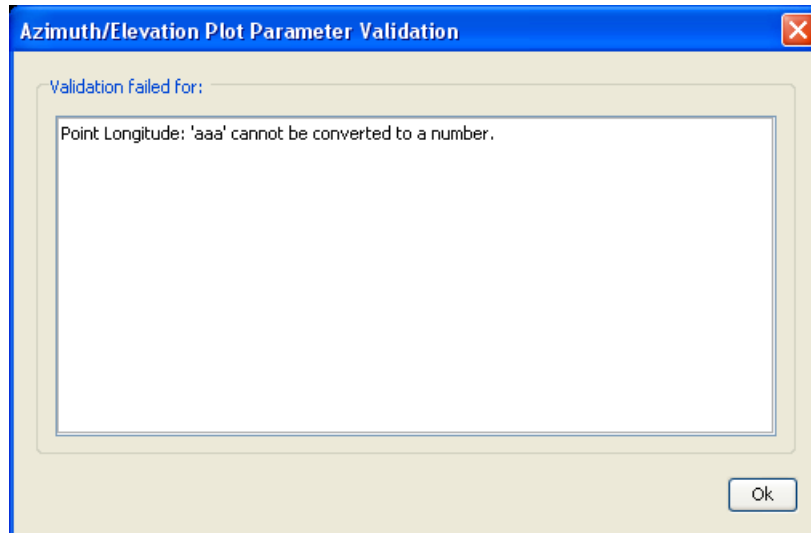 Azimuth/Elevation Plot Parameter Validation
Validation failed for:
Point Longitude: 'aaa' cannot be converted to a number.
Ok